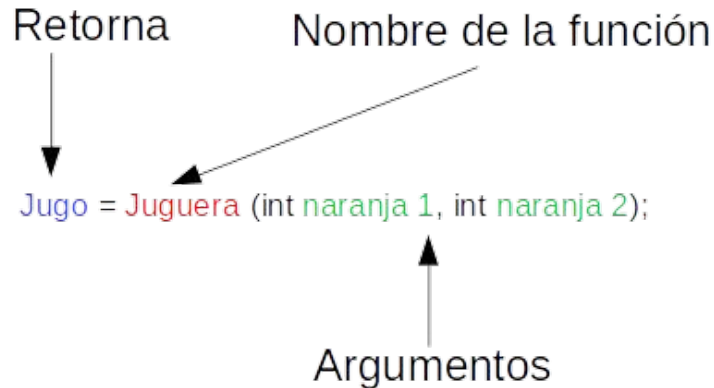 Retorna
Nombre de la función
Jugo = Juguera (int naranja 1, int naranja 2);
Argumentos